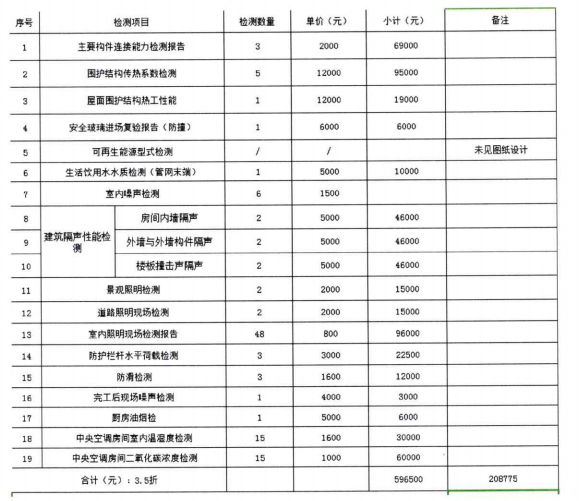 序号 检测项目 检测数量 单价（元） 小计（元） 备注
1 主要构件连接能力检测报告 3 2000 69000
2 围护结构传热系数检测 5 12000 95000
3 屋面围护结构热工性能 1 12000 19000
4 安全玻璃进场复验报告（防撞） 1 6000 6000
5 可再生能源型式检测 / / 未见图纸设计
6 生活饮用水水质检测（管网末端） 1 5000 10000
7 室内噪声检测 6 1500
建筑隔声性能检测
8 房间内墙隔声 2 5000 46000
9 外墙与外墙构件隔声 2 5000 46000
10 楼板撞击声隔声 2 5000 46000
11 景观照明检测 2 2000 15000
12 道路照明现场检测 2 2000 15000
13 室内照明现场检测报告 48 800 96000
14 防护栏杆水平荷载检测 3 3000 22500
15 防滑检测 3 1600 12000
16 完工后现场噪声检测 1 4000 3000
17 厨房油烟检 1 5000 6000
18 中央空调房间室内温湿度检测 15 1600 30000
19 中央空调房间二氧化碳浓度检测 15 1000 60000
合计（元）：3.5折 596500 208775